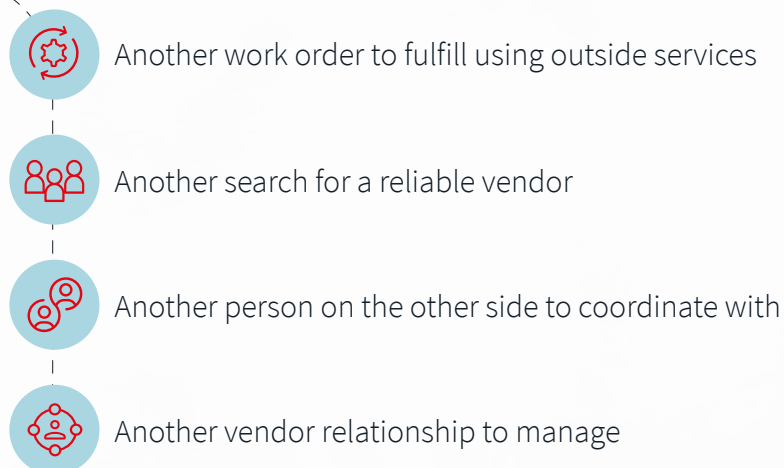 Another work order to fulfill using outside services
Another search for a reliable vendor
Another person on the other side to coordinate with
Another vendor relationship to manage